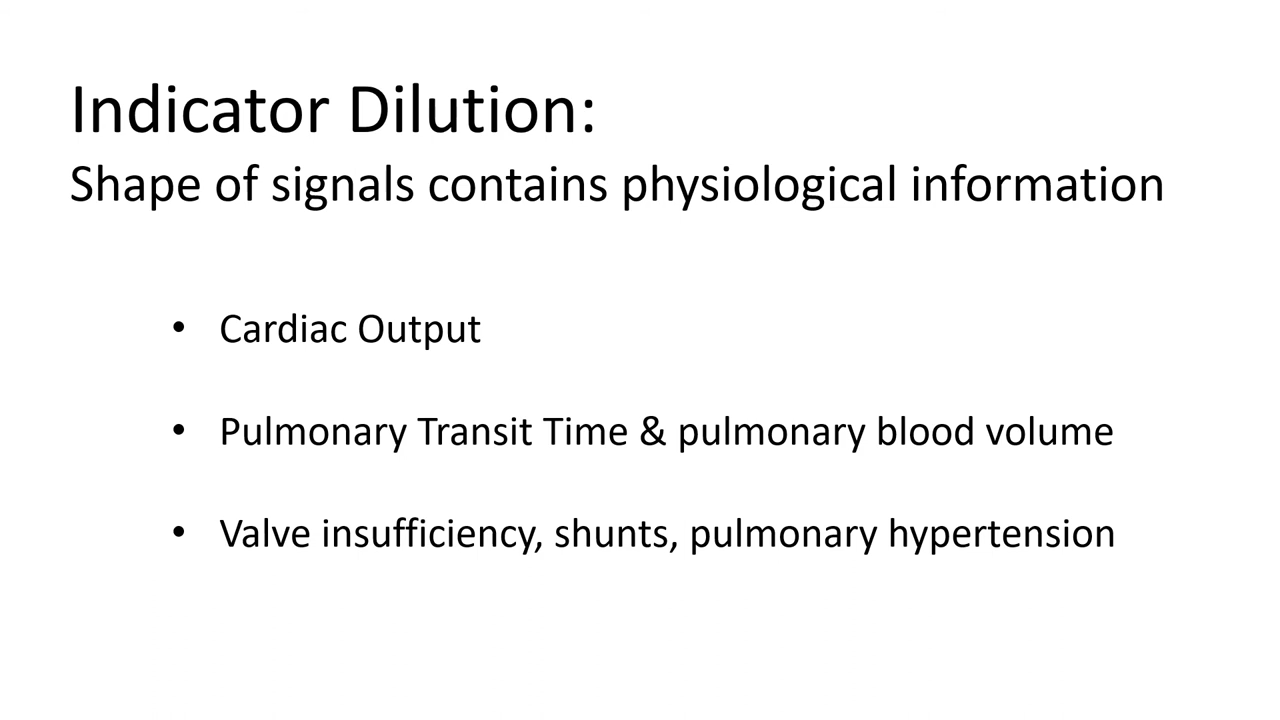 Indicator Dilution:
Shape of signals contains physiological information
• Cardiac Output
• Pulmonary Transit Time & pulmonary blood volume
• Valve insufficiency, shunts, pulmonary hypertension